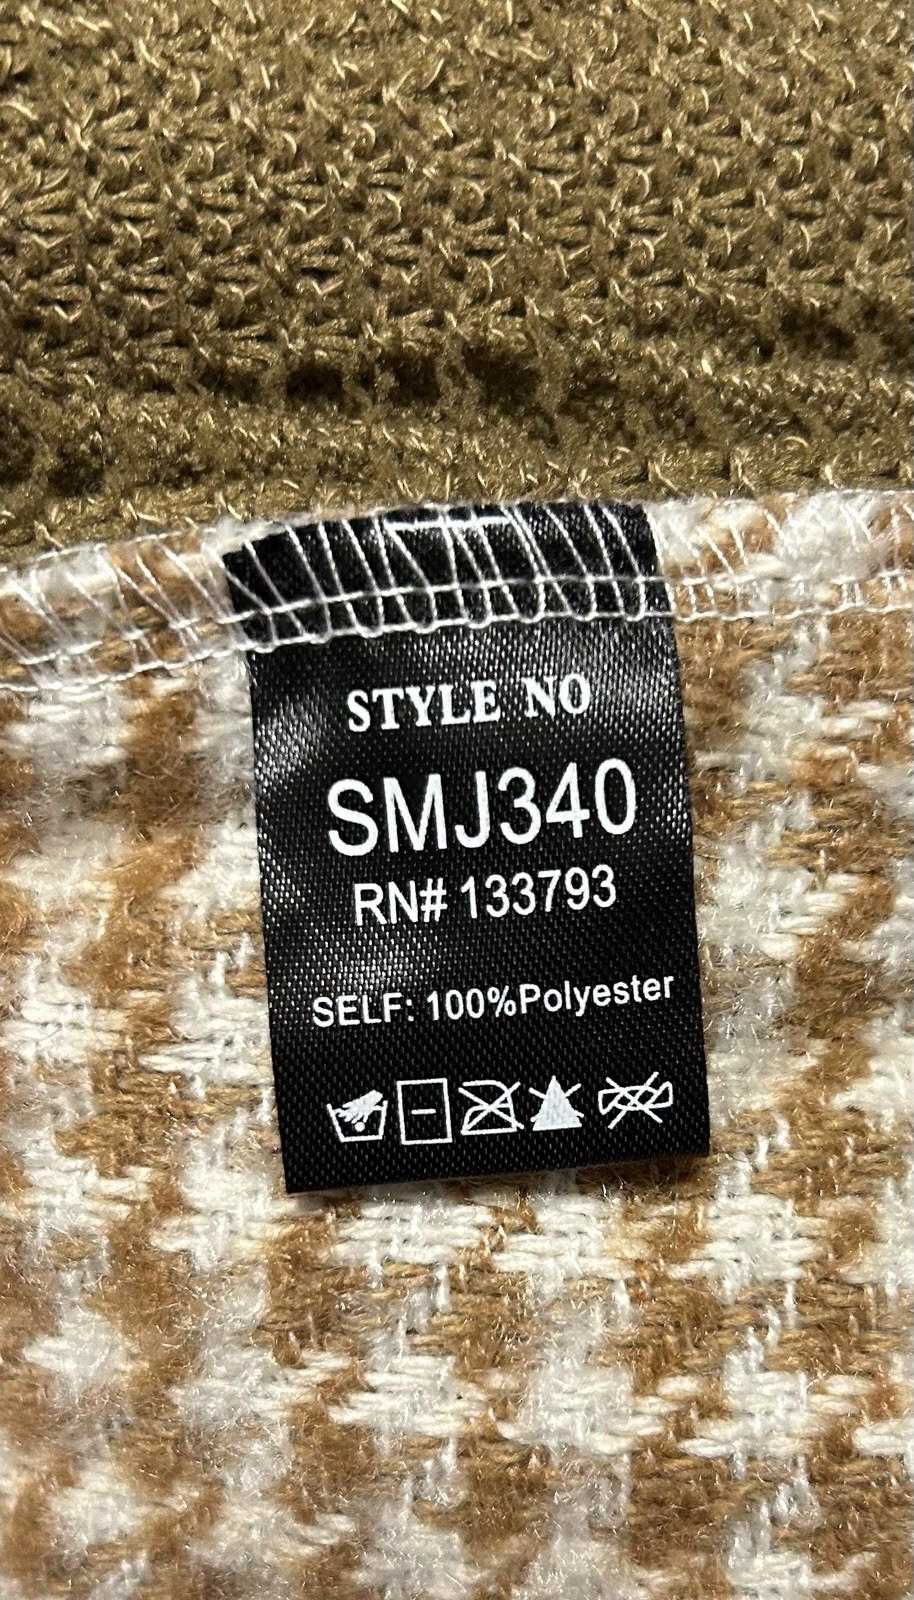 STYLE NO
SMJ340
RN# 133793
SELF: 100%Polyester